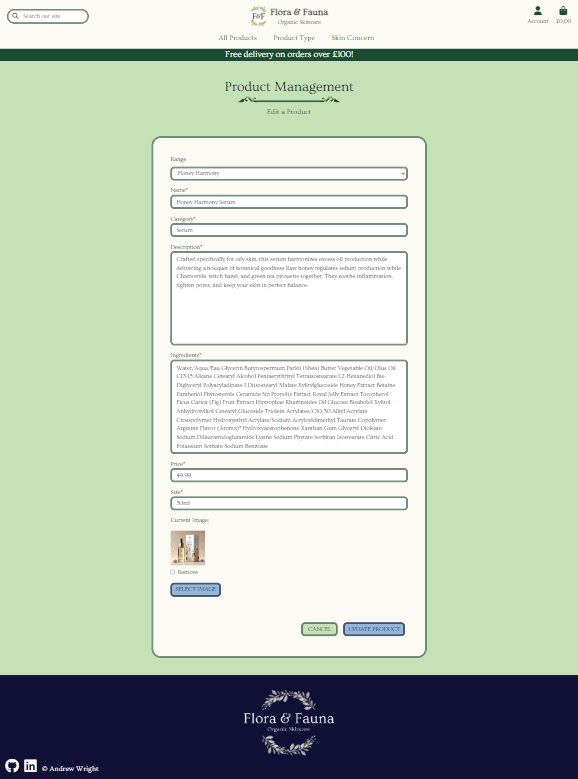 Search our site
F&F
Flora & Fauna
Organic Skincare
Account
£0.00
All Products Product Type Skin Concern
Free delivery on orders over £100!
Product Management
Edit a Product
Range
Honey Harmony
Name*
Honey Harmony Serum
Category*
Serum
Description*
Crafted specifically for oily skin, this serum harmonizes excess oil production while
delivering a bouquet of botanical goodness Raw honey regulates sebum production while
Chamomile, witch hazel, and green tea pirouette together. They soothe inflammation,
tighten pores, and keep your skin in perfect balance.
Ingredients*
Water/Aqua/Eau Glycerin Butyrospermum Parkii (Shea) Butter Vegetable Oil/Olus Oil
C13-15 Alkane Cetearyl Alcohol Pentaerythrityl Tetraisostearate 1,2-Hexanediol Bis-
Diglyceryl Polyacyladipate-1 Diisostearyl Malate Xylitylglucoside Honey Extract Betaine
Panthenol Phytosterols Ceramide Np Propolis Extract Royal Jelly Extract Tocopherol
Ficus Carica (Fig) Fruit Extract Hippophae Rhamnoides Oil Glucose Bisabolol Xylitol
Anhydroxylitol Cetearyl Glucoside Triolein Acrylates/C10-30 Alkyl Acrylate
Crosspolymer Hydroxyethyl Acrylate/Sodium Acryloyldimethyl Taurate Copolymer
Arginine Flavor (Aroma)* Hydroxyacetophenone Xanthan Gum Glyceryl Dioleate
Sodium Dilauramidoglutamide Lysine Sodium Phytate Sorbitan Isostearate Citric Acid
Potassium Sorbate Sodium Benzoate
Price*
49.99
Size*
30ml
Current Image:
Remove
SELECT IMAGE
CANCEL UPDATE PRODUCT
Flora & Fauna
Organic Skincare
© Andrew Wright